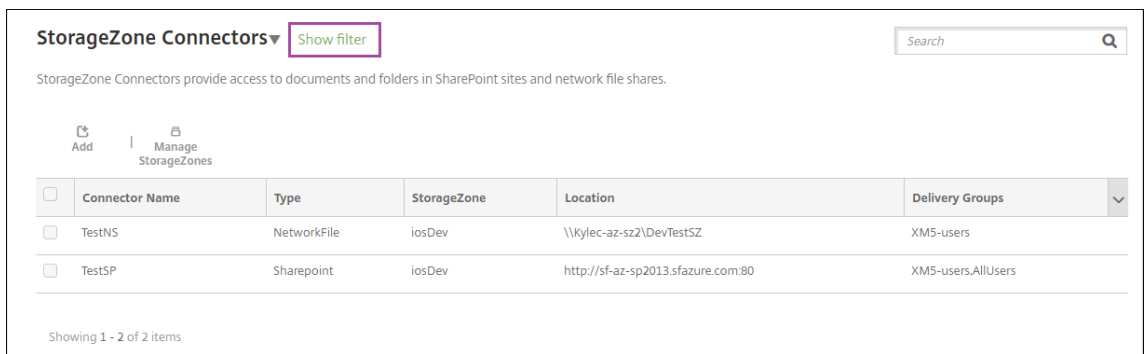 StorageZone Connectors Show filter
Search
StorageZone Connectors provide access to documents and folders in SharePoint sites and network file shares.
Add | Manage StorageZones
Connector Name Type StorageZone Location Delivery Groups
TestNS NetworkFile iosDev \\Kylec-az-sz2\DevTestSZ XM5-users
TestSP Sharepoint iosDev http://sf-az-sp2013.sfazure.com:80 XM5-users,AllUsers
Showing 1 - 2 of 2 items